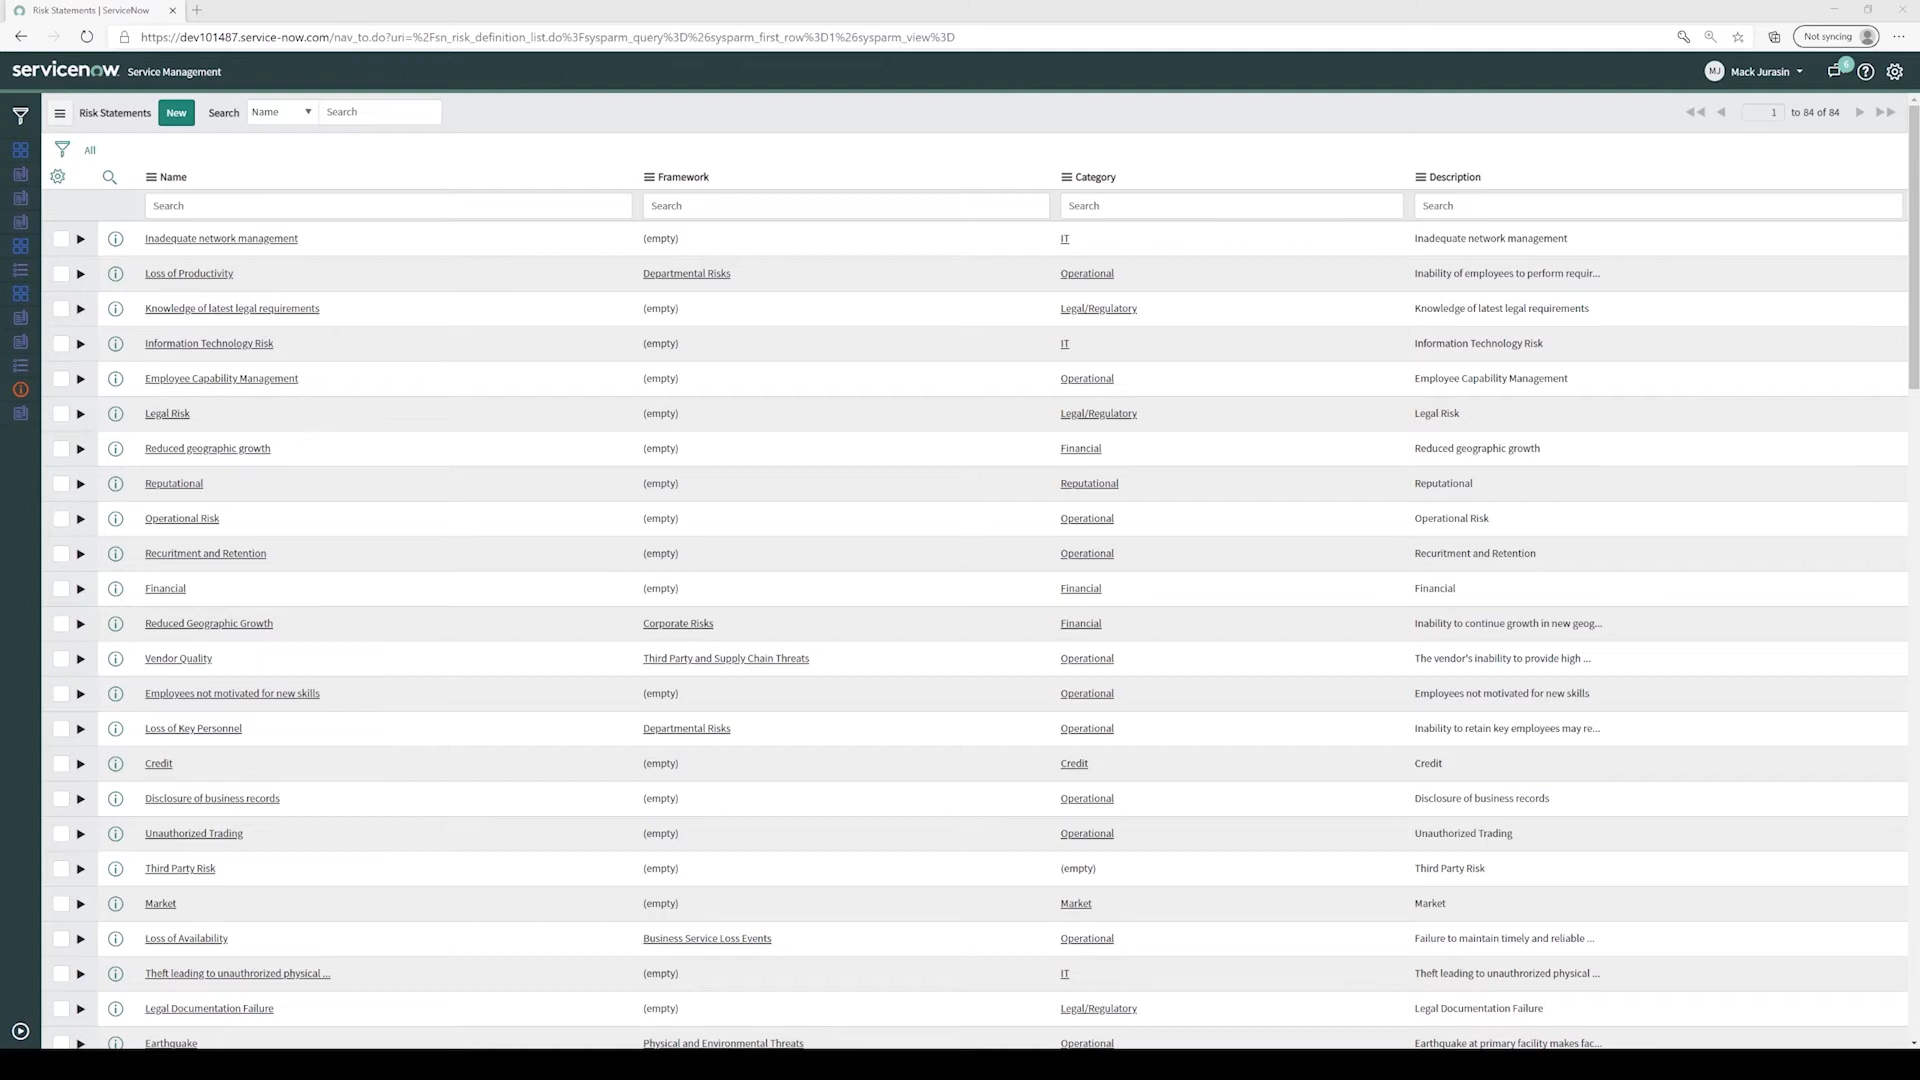 Risk Statements | ServiceNow
https://dev101487.service-now.com/nav_to.do?uri=%2Fsn_risk_definition_list.do%3Fsysparm_query%3D%26sysparm_first_row%3D1%26sysparm_view%3D
Not syncing
servicenow Service Management
MJ Mack Jurasin 6
Risk Statements New Search Name Search 1 to 84 of 84
All
Name Framework Category Description
Search Search Search Search
Inadequate network management (empty) IT Inadequate network management
Loss of Productivity Departmental Risks Operational Inability of employees to perform requir...
Knowledge of latest legal requirements (empty) Legal/Regulatory Knowledge of latest legal requirements
Information Technology Risk (empty) IT Information Technology Risk
Employee Capability Management (empty) Operational Employee Capability Management
Legal Risk (empty) Legal/Regulatory Legal Risk
Reduced geographic growth (empty) Financial Reduced geographic growth
Reputational (empty) Reputational Reputational
Operational Risk (empty) Operational Operational Risk
Recuritment and Retention (empty) Operational Recuritment and Retention
Financial (empty) Financial Financial
Reduced Geographic Growth Corporate Risks Financial Inability to continue growth in new geog...
Vendor Quality Third Party and Supply Chain Threats Operational The vendor's inability to provide high ...
Employees not motivated for new skills (empty) Operational Employees not motivated for new skills
Loss of Key Personnel Departmental Risks Operational Inability to retain key employees may re...
Credit (empty) Credit Credit
Disclosure of business records (empty) Operational Disclosure of business records
Unauthorized Trading (empty) Operational Unauthorized Trading
Third Party Risk (empty) (empty) Third Party Risk
Market (empty) Market Market
Loss of Availability Business Service Loss Events Operational Failure to maintain timely and reliable ...
Theft leading to unauthrorized physical ... (empty) IT Theft leading to unauthrorized physical ...
Legal Documentation Failure (empty) Legal/Regulatory Legal Documentation Failure
Earthquake Physical and Environmental Threats Operational Earthquake at primary facility makes fac...